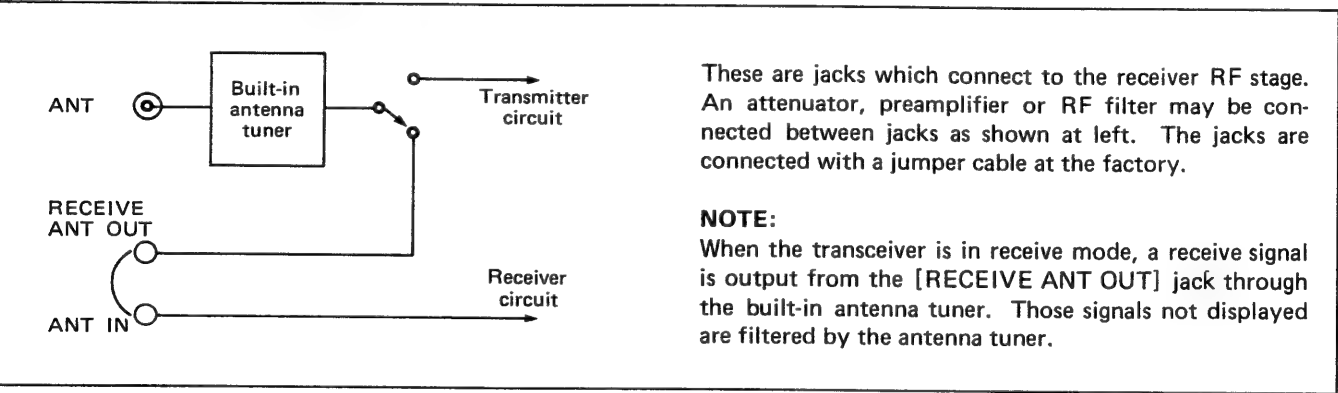 ANT
Built-in
antenna
tuner
Transmitter
circuit
RECEIVE
ANT OUT
ANT IN
Receiver
circuit
These are jacks which connect to the receiver RF stage.
An attenuator, preamplifier or RF filter may be con-
nected between jacks as shown at left. The jacks are
connected with a jumper cable at the factory.
NOTE:
When the transceiver is in receive mode, a receive signal
is output from the [RECEIVE ANT OUT] jack through
the built-in antenna tuner. Those signals not displayed
are filtered by the antenna tuner.